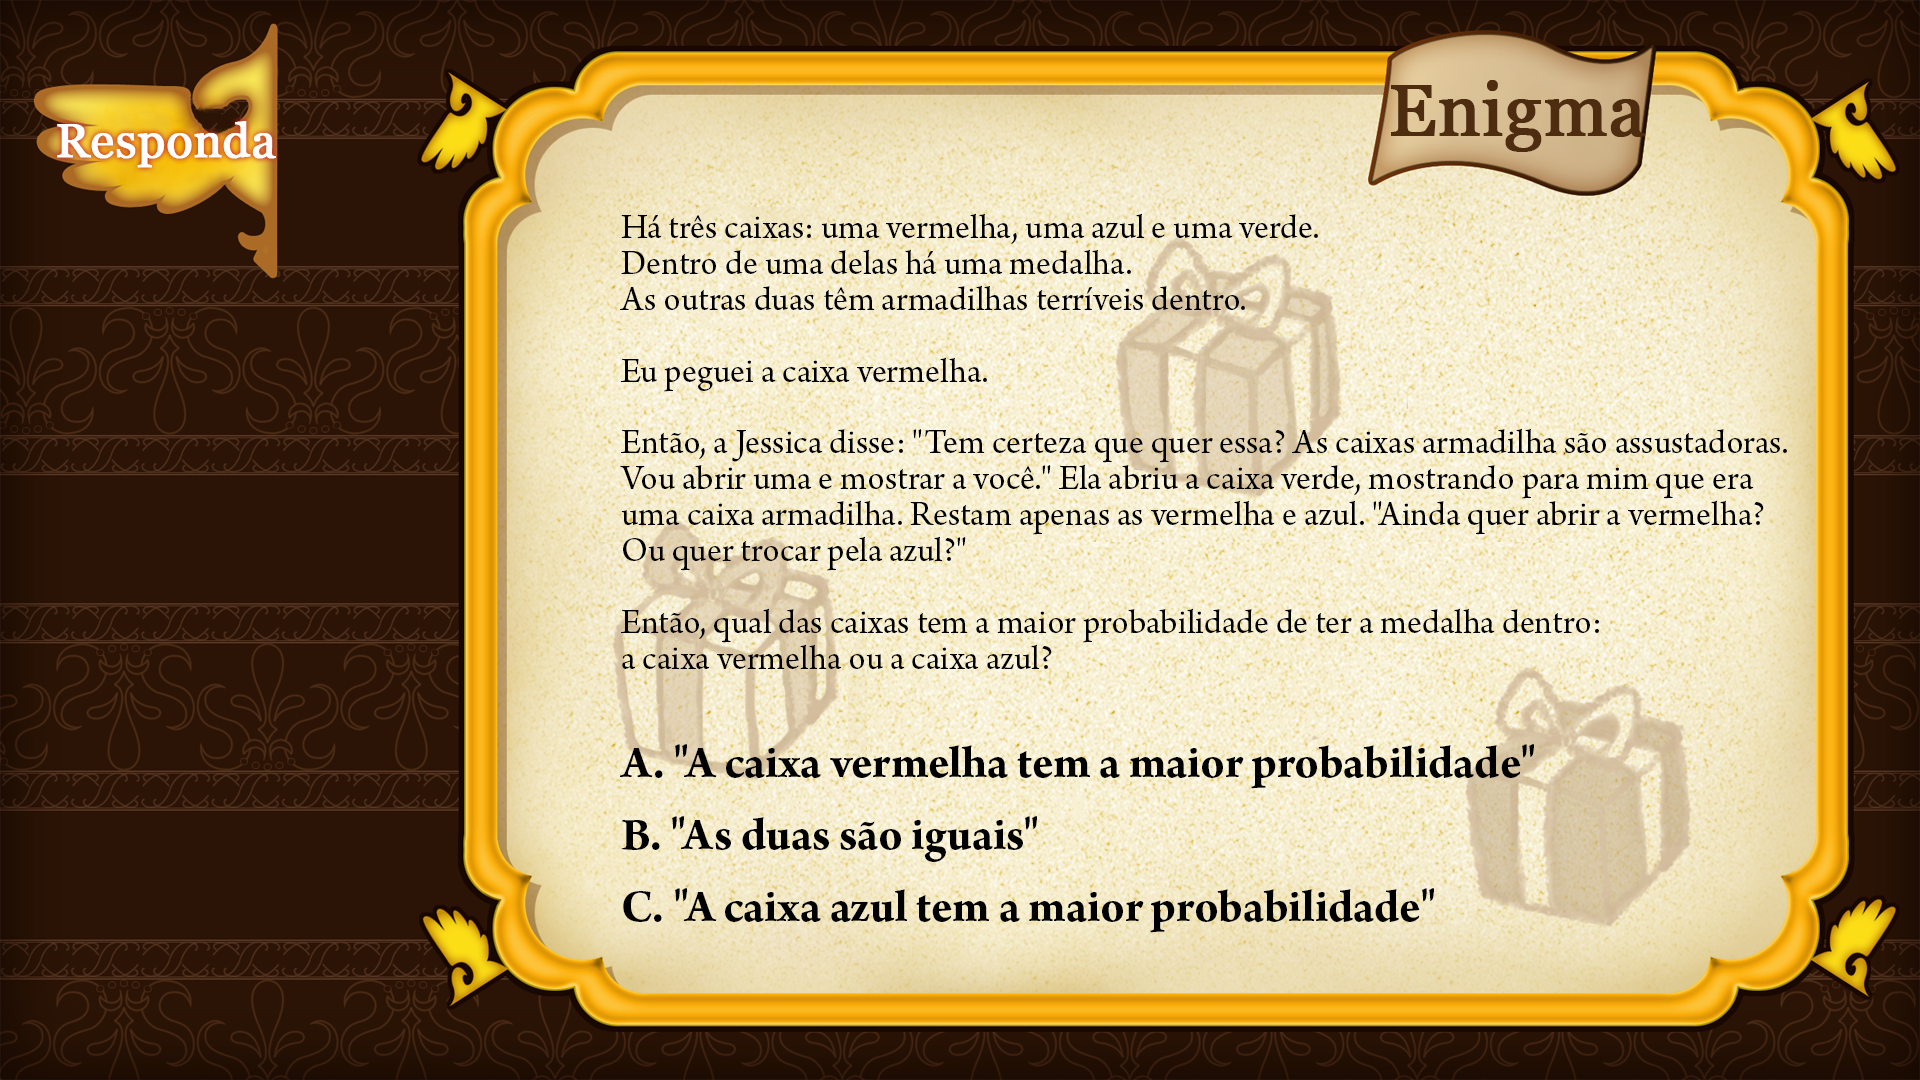 Responda
Enigma
Há três caixas: uma vermelha, uma azul e uma verde.
Dentro de uma delas há uma medalha.
As outras duas têm armadilhas terríveis dentro.
Eu peguei a caixa vermelha.
Então, a Jessica disse: "Tem certeza que quer essa? As caixas armadilha são assustadoras.
Vou abrir uma e mostrar a você." Ela abriu a caixa verde, mostrando para mim que era
uma caixa armadilha. Restam apenas as vermelha e azul. "Ainda quer abrir a vermelha?
Ou quer trocar pela azul?"
Então, qual das caixas tem a maior probabilidade de ter a medalha dentro:
a caixa vermelha ou a caixa azul?
A. "A caixa vermelha tem a maior probabilidade"
B. "As duas são iguais"
C. "A caixa azul tem a maior probabilidade"